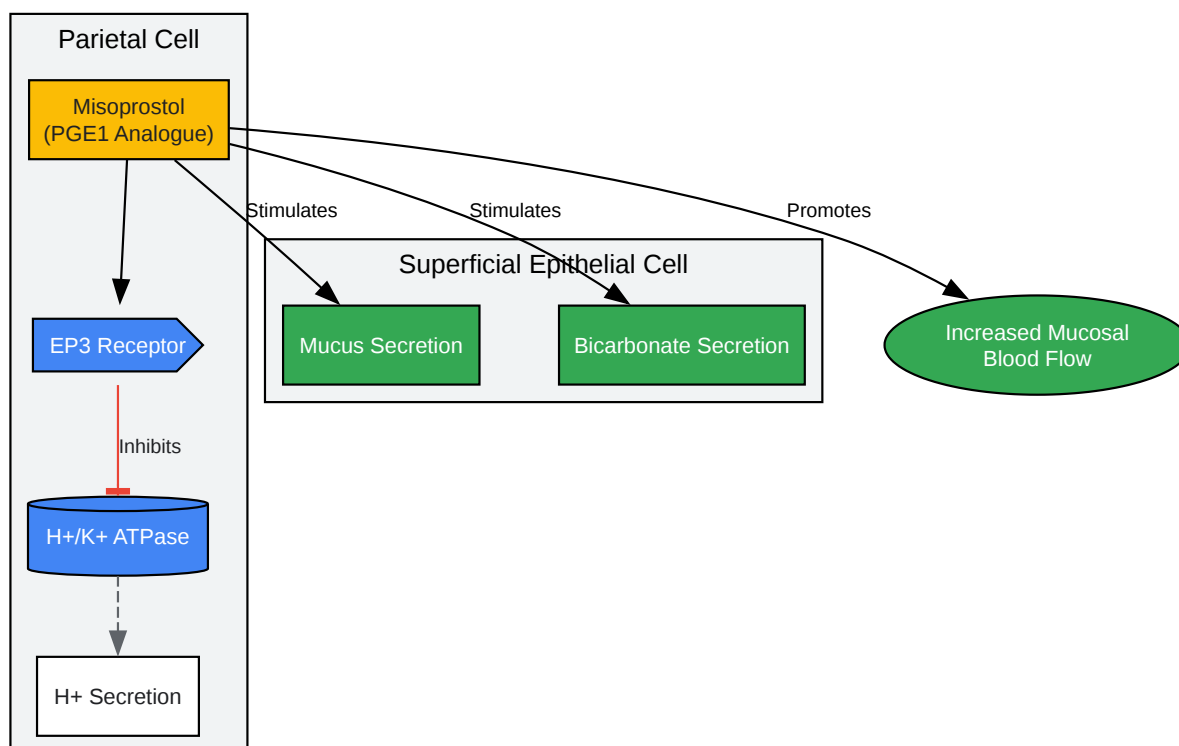 Parietal Cell
Misoprostol
(PGE1 Analogue)
Stimulates
Stimulates
Promotes
Superficial Epithelial Cell
EP3 Receptor
Mucus Secretion
Bicarbonate Secretion
Increased Mucosal
Blood Flow
Inhibits
H+/K+ ATPase
H+ Secretion